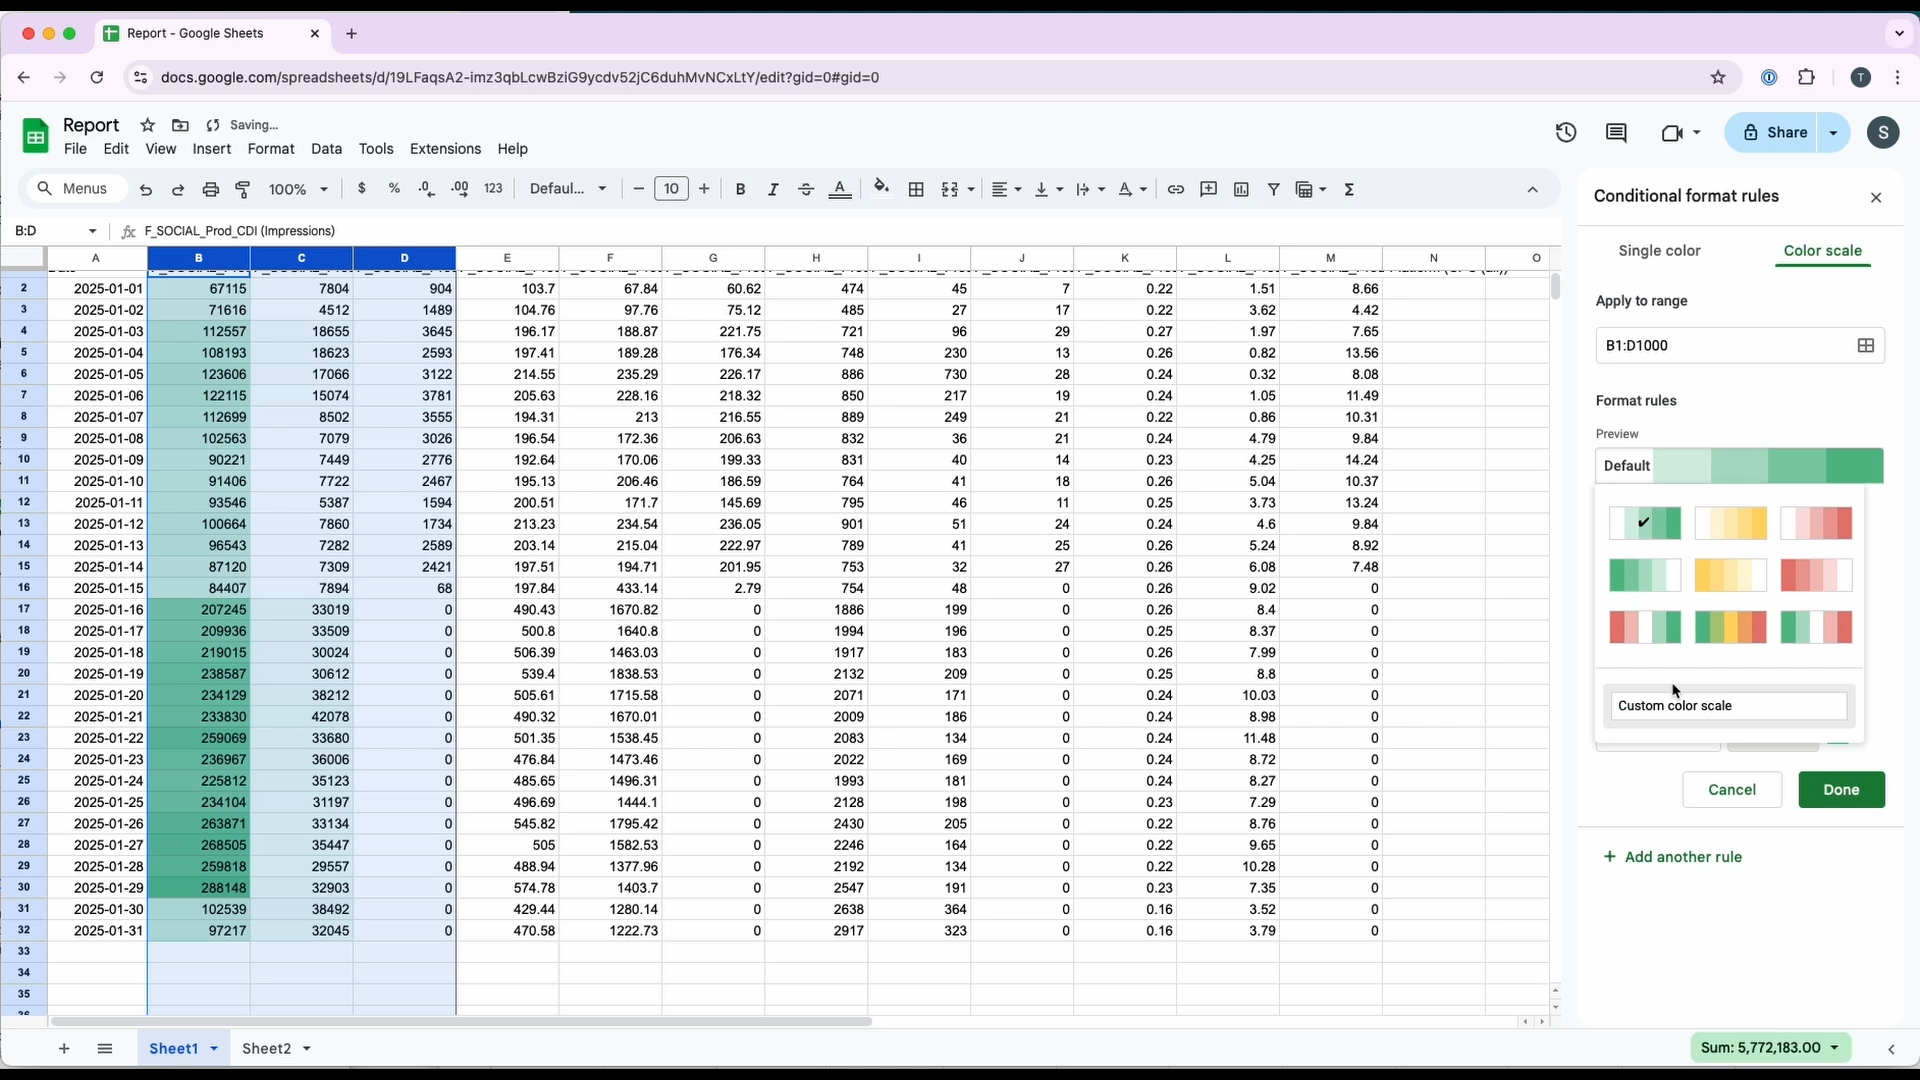 Report - Google Sheets
docs.google.com/spreadsheets/d/19LFaqsA2-imz3qbLcwBziG9ycdv52jC6duhMvNCxLtY/edit?gid=0#gid=0
T
Report Saving...
File Edit View Insert Format Data Tools Extensions Help
Share
S
Menus 100% $ % .0 .00 123 Defaul... 10 B I A
Conditional format rules
B:D fx F_SOCIAL_Prod_CDI (Impressions)
Single color Color scale
A B C D E F G H I J K L M N O
2 2025-01-01 67115 7804 904 103.7 67.84 60.62 474 45 7 0.22 1.51 8.66
3 2025-01-02 71616 4512 1489 104.76 97.76 75.12 485 27 17 0.22 3.62 4.42
4 2025-01-03 112557 18655 3645 196.17 188.87 221.75 721 96 29 0.27 1.97 7.65
5 2025-01-04 108193 18623 2593 197.41 189.28 176.34 748 230 13 0.26 0.82 13.56
6 2025-01-05 123606 17066 3122 214.55 235.29 226.17 886 730 28 0.24 0.32 8.08
7 2025-01-06 122115 15074 3781 205.63 228.16 218.32 850 217 19 0.24 1.05 11.49
8 2025-01-07 112699 8502 3555 194.31 213 216.55 889 249 21 0.22 0.86 10.31
9 2025-01-08 102563 7079 3026 196.54 172.36 206.63 832 36 21 0.24 4.79 9.84
10 2025-01-09 90221 7449 2776 192.64 170.06 199.33 831 40 14 0.23 4.25 14.24
11 2025-01-10 91406 7722 2467 195.13 206.46 186.59 764 41 18 0.26 5.04 10.37
12 2025-01-11 93546 5387 1594 200.51 171.7 145.69 795 46 11 0.25 3.73 13.24
13 2025-01-12 100664 7860 1734 213.23 234.54 236.05 901 51 24 0.24 4.6 9.84
14 2025-01-13 96543 7282 2589 203.14 215.04 222.97 789 41 25 0.26 5.24 8.92
15 2025-01-14 87120 7309 2421 197.51 194.71 201.95 753 32 27 0.26 6.08 7.48
16 2025-01-15 84407 7894 68 197.84 433.14 2.79 754 48 0 0.26 9.02 0
17 2025-01-16 207245 33019 0 490.43 1670.82 0 1886 199 0 0.26 8.4 0
18 2025-01-17 209936 33509 0 500.8 1640.8 0 1994 196 0 0.25 8.37 0
19 2025-01-18 219015 30024 0 506.39 1463.03 0 1917 183 0 0.26 7.99 0
20 2025-01-19 238587 30612 0 539.4 1838.53 0 2132 209 0 0.25 8.8 0
21 2025-01-20 234129 38212 0 505.61 1715.58 0 2071 171 0 0.24 10.03 0
22 2025-01-21 233830 42078 0 490.32 1670.01 0 2009 186 0 0.24 8.98 0
23 2025-01-22 259069 33680 0 501.35 1538.45 0 2083 134 0 0.24 11.48 0
24 2025-01-23 236967 36006 0 476.84 1473.46 0 2022 169 0 0.24 8.72 0
25 2025-01-24 225812 35123 0 485.65 1496.31 0 1993 181 0 0.24 8.27 0
26 2025-01-25 234104 31197 0 496.69 1444.1 0 2128 198 0 0.23 7.29 0
27 2025-01-26 263871 33134 0 545.82 1795.42 0 2430 205 0 0.22 8.76 0
28 2025-01-27 268505 35447 0 505 1582.53 0 2246 164 0 0.22 9.65 0
29 2025-01-28 259818 29557 0 488.94 1377.96 0 2192 134 0 0.22 10.28 0
30 2025-01-29 288148 32903 0 574.78 1403.7 0 2547 191 0 0.23 7.35 0
31 2025-01-30 102539 38492 0 429.44 1280.14 0 2638 364 0 0.16 3.52 0
32 2025-01-31 97217 32045 0 470.58 1222.73 0 2917 323 0 0.16 3.79 0
33
34
35
Apply to range
B1:D1000
Format rules
Preview
Default
Custom color scale
Cancel Done
+ Add another rule
Sheet1 Sheet2
Sum: 5,772,183.00